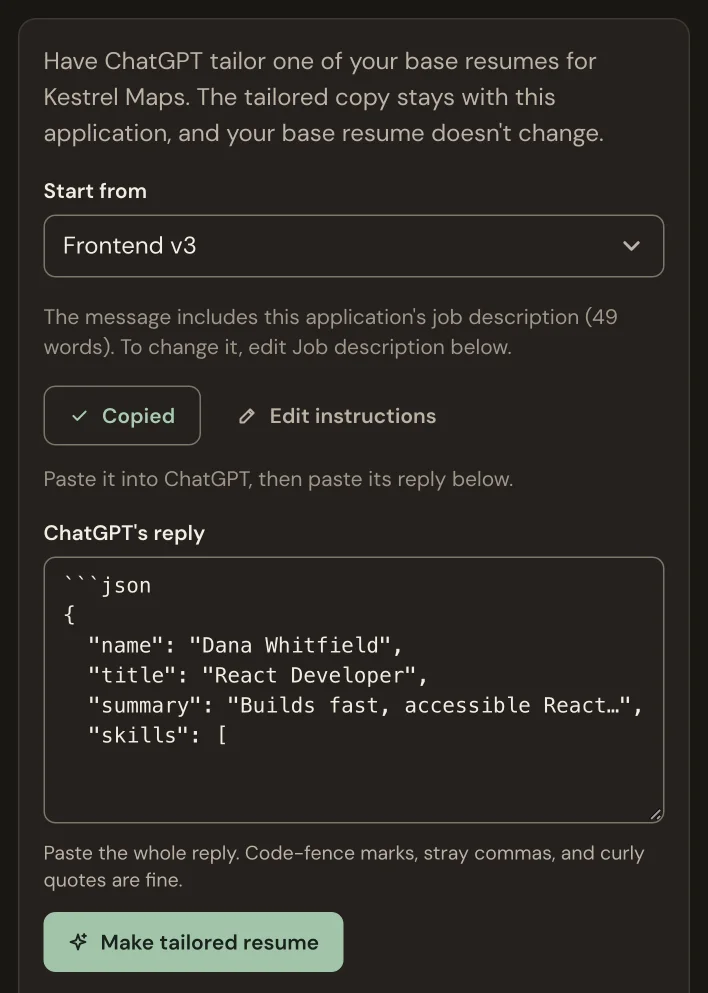 Have ChatGPT tailor one of your base resumes for
Kestrel Maps. The tailored copy stays with this
application, and your base resume doesn't change.
Start from
Frontend v3
The message includes this application's job description (49
words). To change it, edit Job description below.
Copied
Edit instructions
Paste it into ChatGPT, then paste its reply below.
ChatGPT's reply
```json
{
  "name": "Dana Whitfield",
  "title": "React Developer",
  "summary": "Builds fast, accessible React…",
  "skills": [
Paste the whole reply. Code-fence marks, stray commas, and curly
quotes are fine.
Make tailored resume